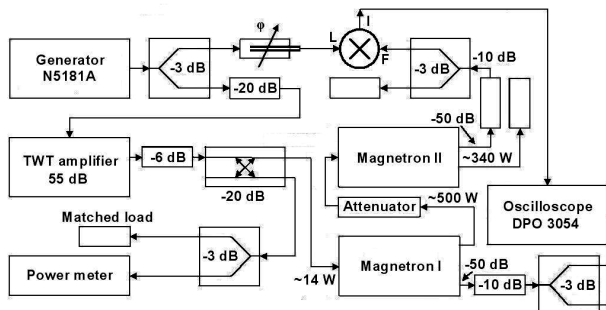 Generator
N5181A
-3 dB
-20 dB
φ
L
I
F
-3 dB
-10 dB
-50 dB
~340 W
TWT amplifier
55 dB
-6 dB
-20 dB
Magnetron II
Attenuator
~500 W
Oscilloscope
DPO 3054
Matched load
-3 dB
Power meter
~14 W
Magnetron I
-50 dB
-10 dB
-3 dB